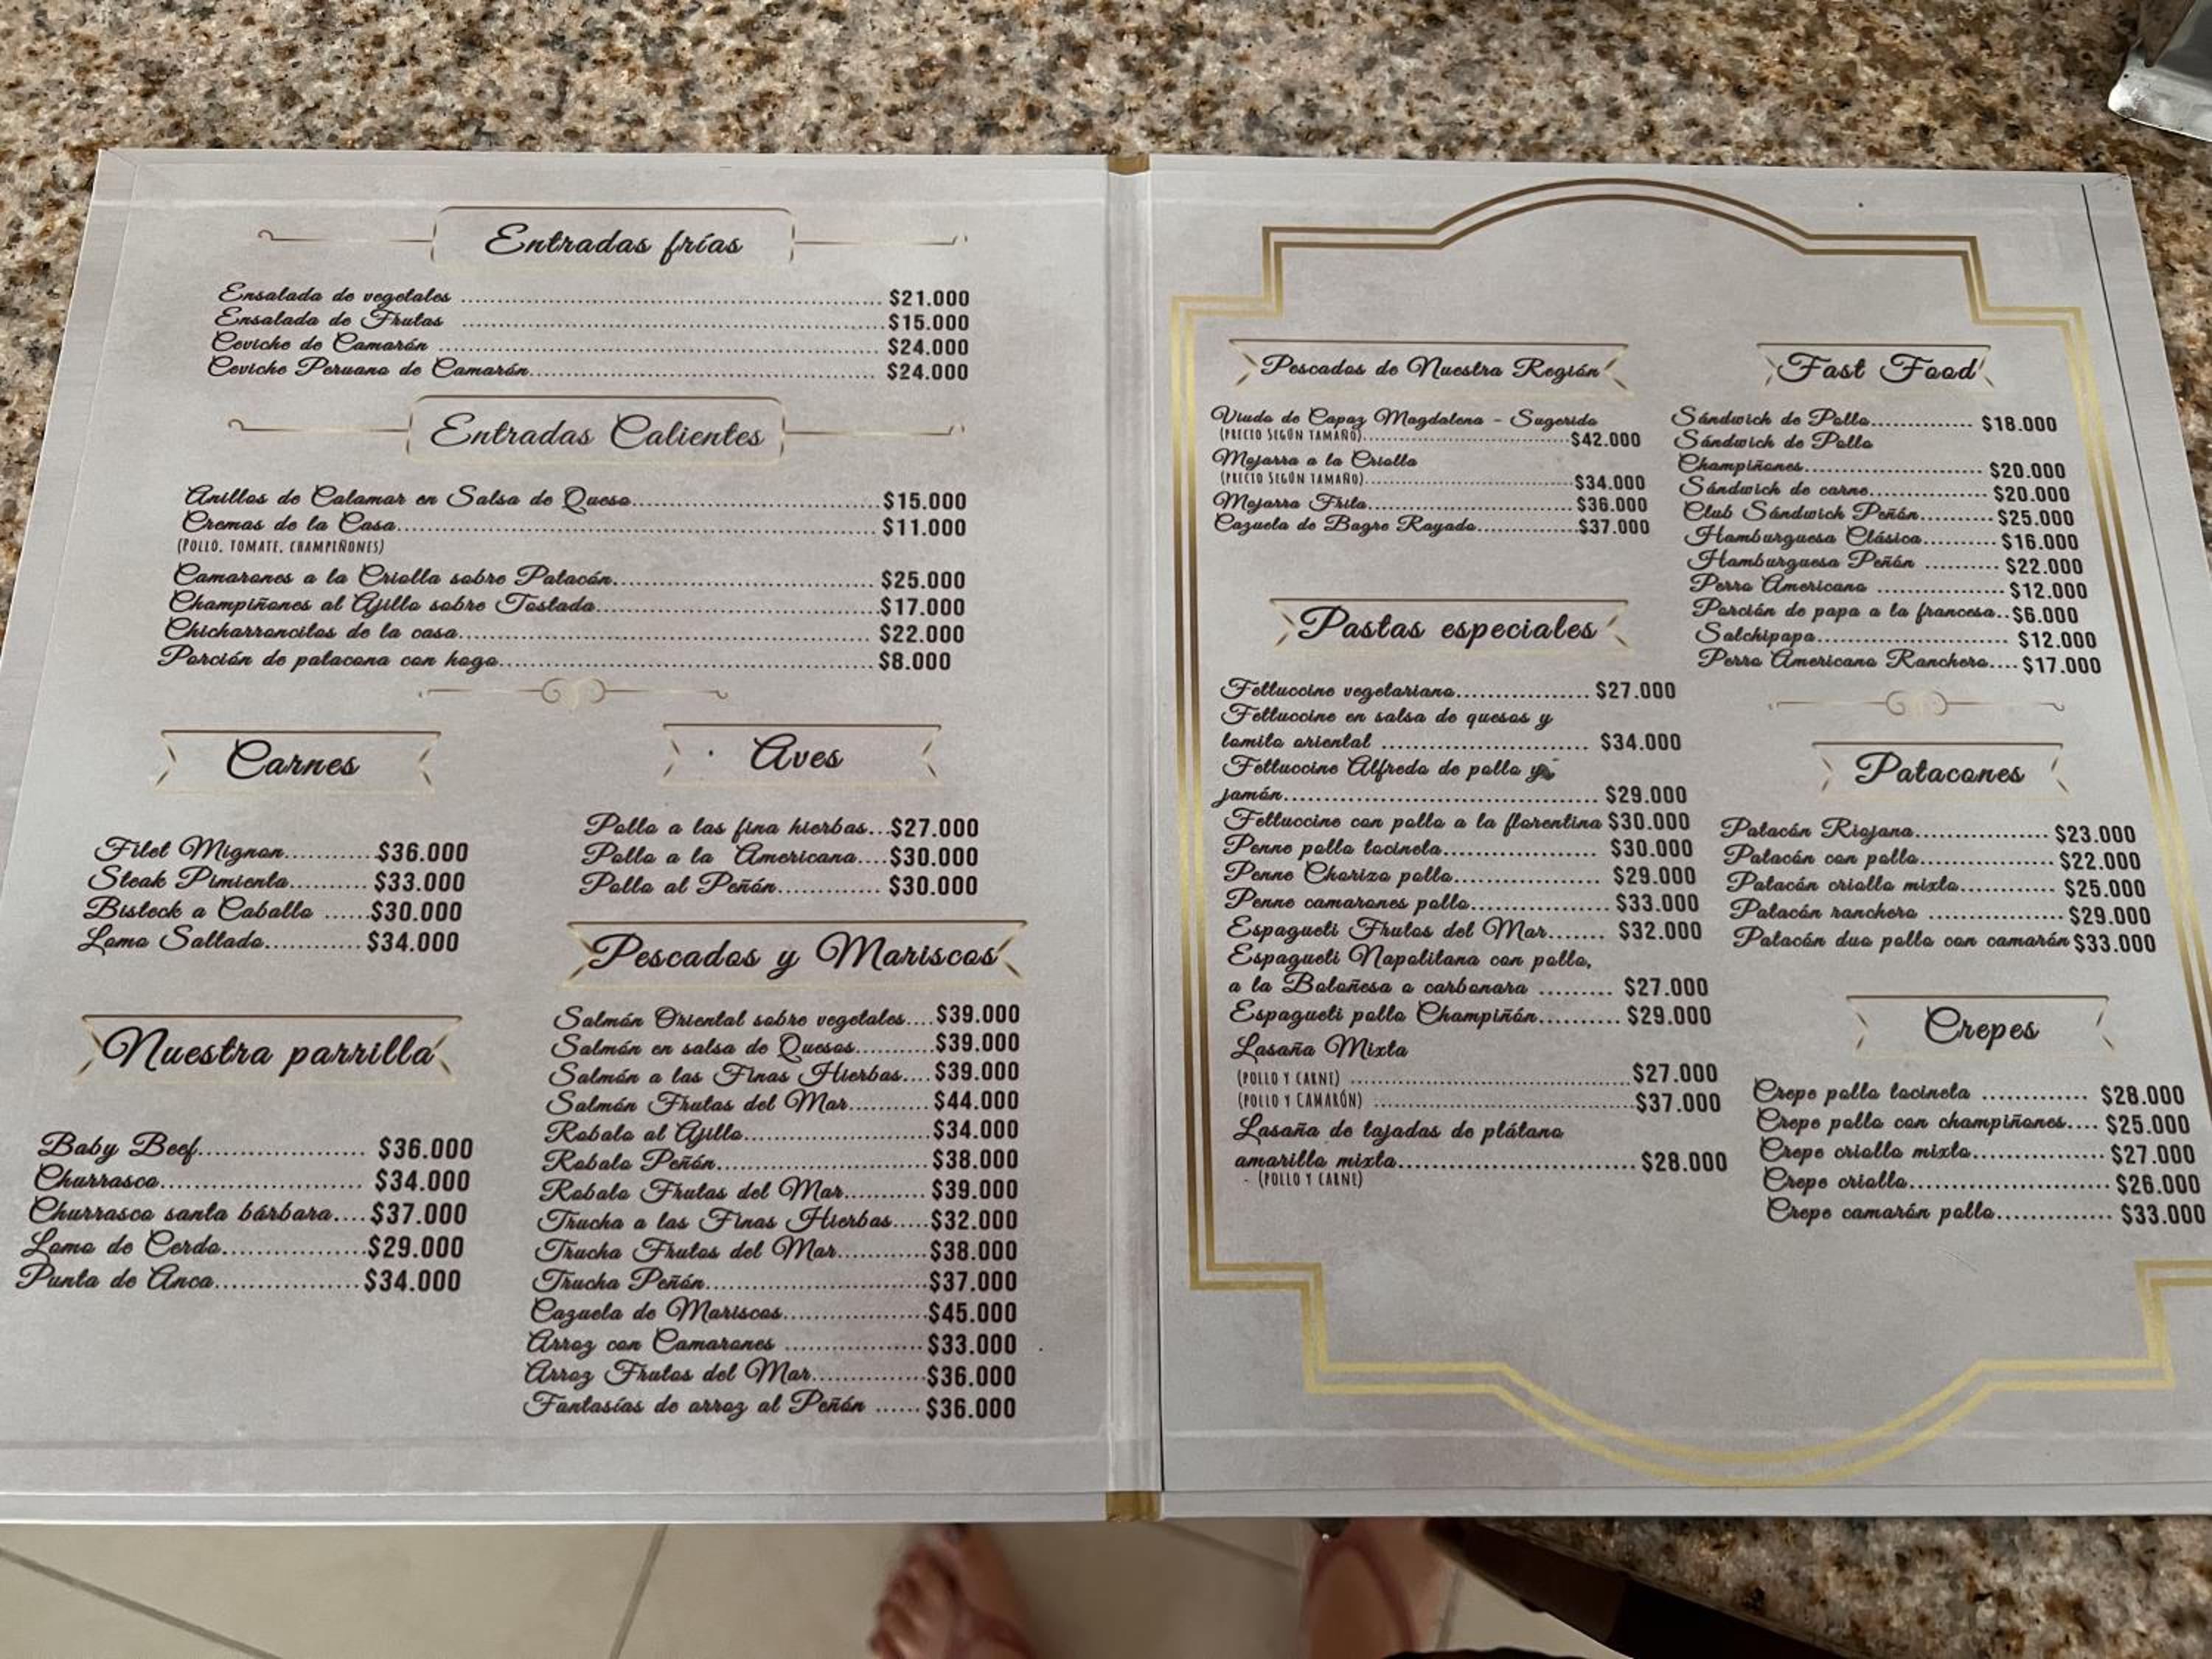 Entradas frías
Ensalada de vegetales ........ $21.000
Ensalada de Frutas ........ $15.000
Ceviche de Camarón ........ $24.000
Ceviche Peruano de Camarón........ $24.000
Entradas Calientes
Anillos de Calamar en Salsa de Queso........ $15.000
Cremas de la Casa........ $11.000
(POLLO, TOMATE, CHAMPIÑONES)
Camarones a la Criolla sobre Patacón........ $25.000
Champiñones al Ajillo sobre Tostada........ $17.000
Chicharroncitos de la casa........ $22.000
Porción de patacona con hogo........ $8.000
Carnes
Filet Mignon........ $36.000
Steak Pimienta........ $33.000
Bisteck a Caballo ......$30.000
Lomo Saltado........ $34.000
Nuestra parrilla
Baby Beef........ $36.000
Churrasco........ $34.000
Churrasco santa bárbara....$37.000
Lomo de Cerdo........ $29.000
Punta de Anca........ $34.000
Aves
Pollo a las fina hierbas...$27.000
Pollo a la Americana....$30.000
Pollo al Peñón........ $30.000
Pescados y Mariscos
Salmón Oriental sobre vegetales....$39.000
Salmón en salsa de Quesos........ $39.000
Salmón a las Finas Hierbas....$39.000
Salmón Frutas del Mar........ $44.000
Robalo al Ajillo........ $34.000
Robalo Peñón........ $38.000
Robalo Frutas del Mar........ $39.000
Trucha a las Finas Hierbas.....$32.000
Trucha Frutos del Mar........ $38.000
Trucha Peñón........ $37.000
Cazuela de Mariscos........ $45.000
Arroz con Camarones ........ $33.000
Arroz Frutos del Mar........ $36.000
Fantasías de arroz al Peñón ...... $36.000
Pescados de Nuestra Región
Viudo de Capaz Magdalena - Sugerido
(PRECIO SEGÚN TAMAÑO)........ $42.000
Mojarra a la Criolla
(PRECIO SEGÚN TAMAÑO)........ $34.000
Mojarra Frita........ $36.000
Cazuela de Bagre Rayado........ $37.000
Pastas especiales
Fettuccine vegetariano........ $27.000
Fettuccine en salsa de quesos y
lomito oriental ........ $34.000
Fettuccine Alfredo de pollo y
jamón........ $29.000
Fettuccine con pollo a la florentina $30.000
Penne pollo tocineta........ $30.000
Penne Chorizo pollo........ $29.000
Penne camarones pollo........ $33.000
Espagueti Frutos del Mar....... $32.000
Espagueti Napolitana con pollo,
a la Boloñesa o carbonara ......... $27.000
Espagueti pollo Champiñón........ $29.000
Lasaña Mixta
(POLLO Y CARNE) ........ $27.000
(POLLO Y CAMARÓN) ........ $37.000
Lasaña de tajadas de plátano
amarillo mixta........ $28.000
- (POLLO Y CARNE)
Fast Food
Sándwich de Pollo........ $18.000
Sándwich de Pollo
Champiñones........ $20.000
Sándwich de carne........ $20.000
Club Sándwich Peñón........ $25.000
Hamburguesa Clásica........ $16.000
Hamburguesa Peñón ........ $22.000
Perro Americano ........ $12.000
Porción de papa a la francesa..$6.000
Salchipapa........ $12.000
Perro Americano Ranchero....$17.000
Patacones
Patacón Riojano........ $23.000
Patacón con pollo........ $22.000
Patacón criollo mixto........ $25.000
Patacón ranchero ........ $29.000
Patacón duo pollo con camarón $33.000
Crepes
Crepe pollo tocineta ........ $28.000
Crepe pollo con champiñones.... $25.000
Crepe criollo mixto........ $27.000
Crepe criollo........ $26.000
Crepe camarón pollo........ $33.000